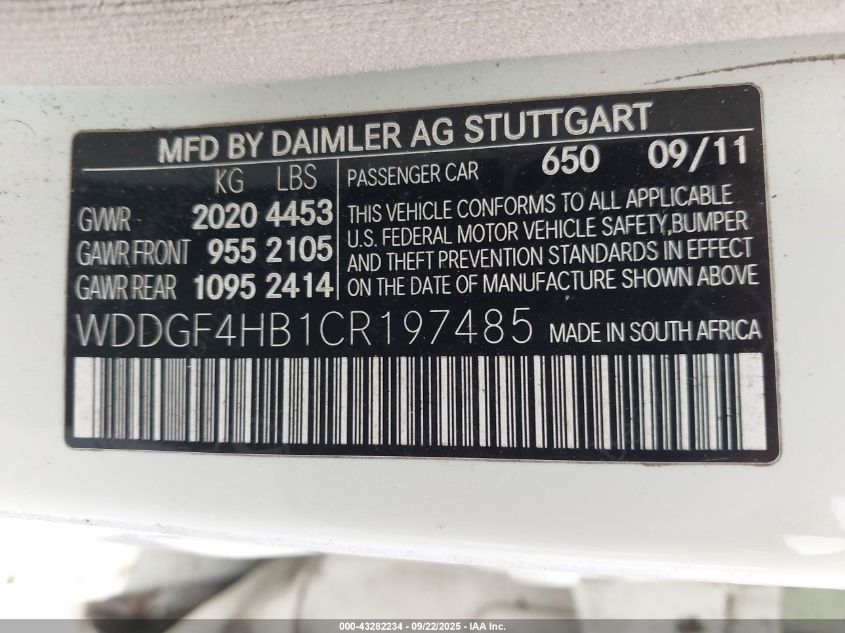 MFD BY DAIMLER AG STUTTGART
KG LBS
GVWR 2020 4453
GAWR FRONT 955 2105
GAWR REAR 1095 2414
PASSENGER CAR 650 09/11
THIS VEHICLE CONFORMS TO ALL APPLICABLE
U.S. FEDERAL MOTOR VEHICLE SAFETY,BUMPER
AND THEFT PREVENTION STANDARDS IN EFFECT
ON THE DATE OF MANUFACTURE SHOWN ABOVE
WDDGF4HB1CR197485 MADE IN SOUTH AFRICA
000-43282234 - 09/22/2025 - IAA Inc.